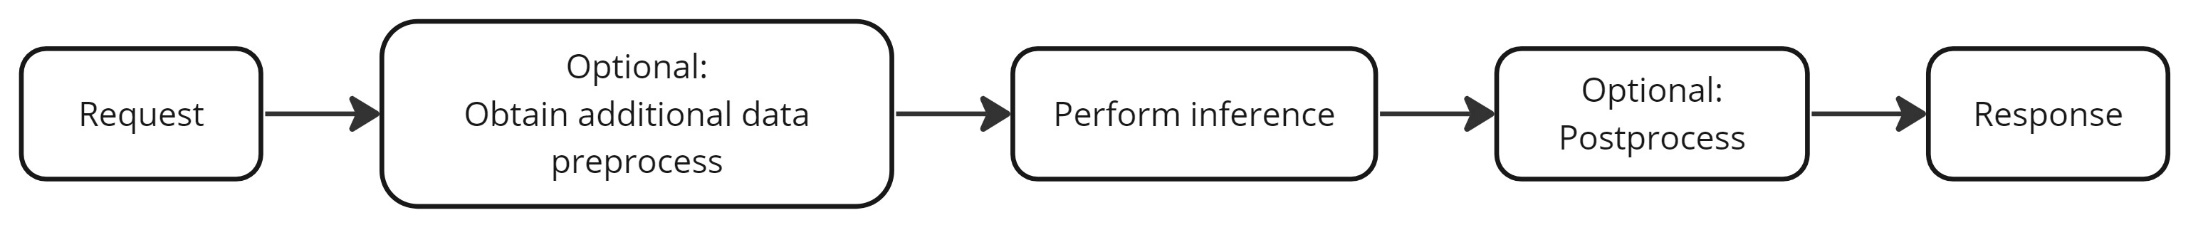 Request
Optional:
Obtain additional data
preprocess
Perform inference
Optional:
Postprocess
Response